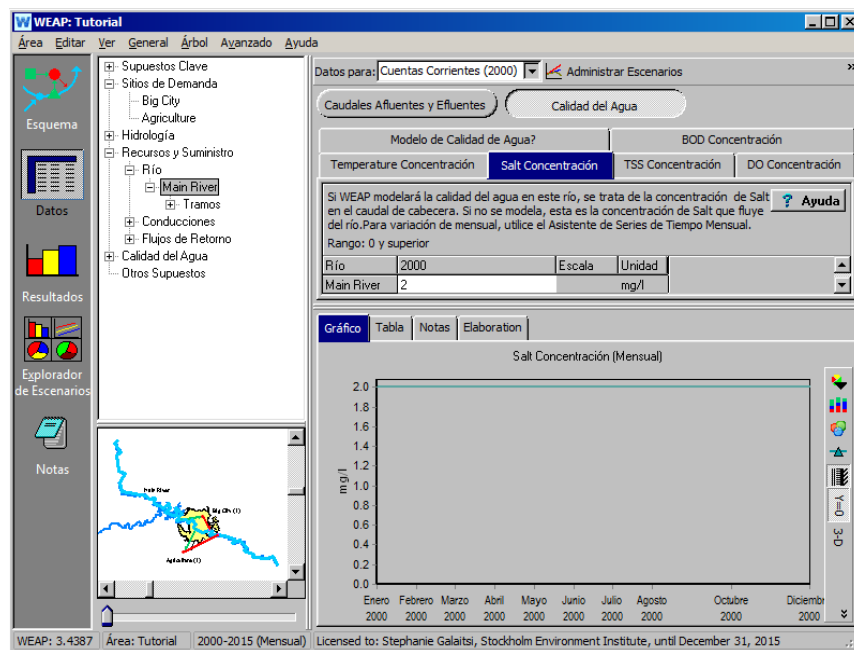 WEAP: Tutorial
Área Editar Ver General Árbol Avanzado Ayuda
Esquema
Datos
Resultados
Explorador
de Escenarios
Notas
Supuestos Clave
Sitios de Demanda
Big City
Agriculture
Hidrología
Recursos y Suministro
Río
Main River
Tramos
Conducciones
Flujos de Retorno
Calidad del Agua
Otros Supuestos
Main River
Big City (1)
Agriculture (1)
Datos para: Cuentas Corrientes (2000) Administrar Escenarios »
Caudales Afluentes y Efluentes Calidad del Agua
Modelo de Calidad de Agua? BOD Concentración
Temperature Concentración Salt Concentración TSS Concentración DO Concentración
Si WEAP modelará la calidad del agua en este río, se trata de la concentración de Salt
en el caudal de cabecera. Si no se modela, esta es la concentración de Salt que fluye
del río.Para variación de mensual, utilice el Asistente de Series de Tiempo Mensual.
? Ayuda
Rango: 0 y superior
Río 2000 Escala Unidad
Main River 2 mg/l
Gráfico Tabla Notas Elaboration
Salt Concentración (Mensual)
mg/l
2.0
1.8
1.6
1.4
1.2
1.0
0.8
0.6
0.4
0.2
0.0
Enero Febrero Marzo Abril Mayo Junio Julio Agosto Octubre Diciembr
2000 2000 2000 2000 2000 2000 2000 2000 2000 2000
Y=0
3-D
WEAP: 3.4387 Área: Tutorial 2000-2015 (Mensual) Licensed to: Stephanie Galaitsi, Stockholm Environment Institute, until December 31, 2015